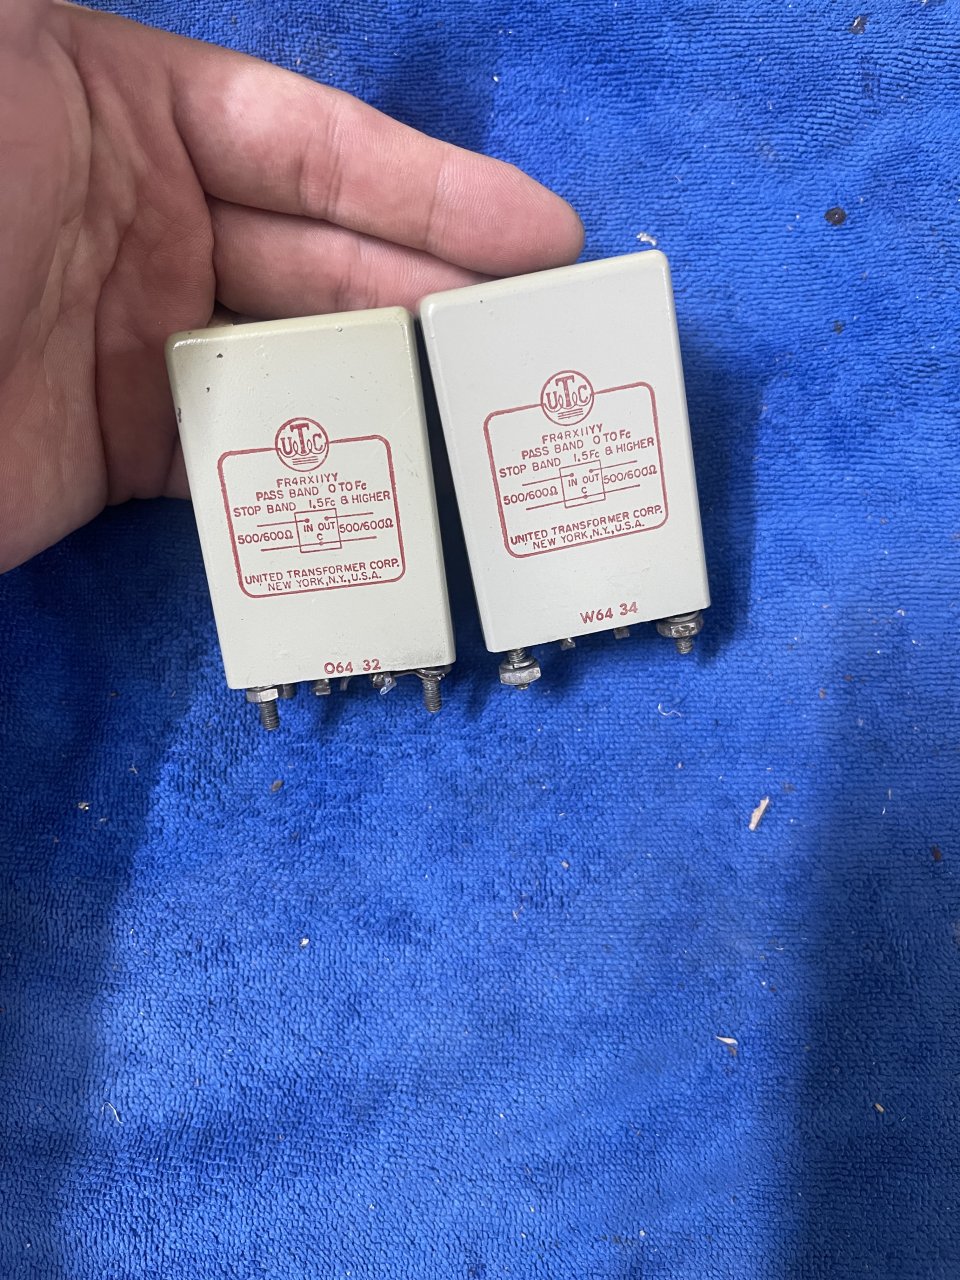 UTC
FR4RX11YY
PASS BAND 0 TO Fc
STOP BAND 1.5Fc & HIGHER
500/600Ω IN OUT 500/600Ω
C
UNITED TRANSFORMER CORP.
NEW YORK, N.Y., U.S.A.
O64 32
UTC
FR4RX11YY
PASS BAND 0 TO Fc
STOP BAND 1.5Fc & HIGHER
500/600Ω IN OUT 500/600Ω
C
UNITED TRANSFORMER CORP.
NEW YORK, N.Y., U.S.A.
W64 34